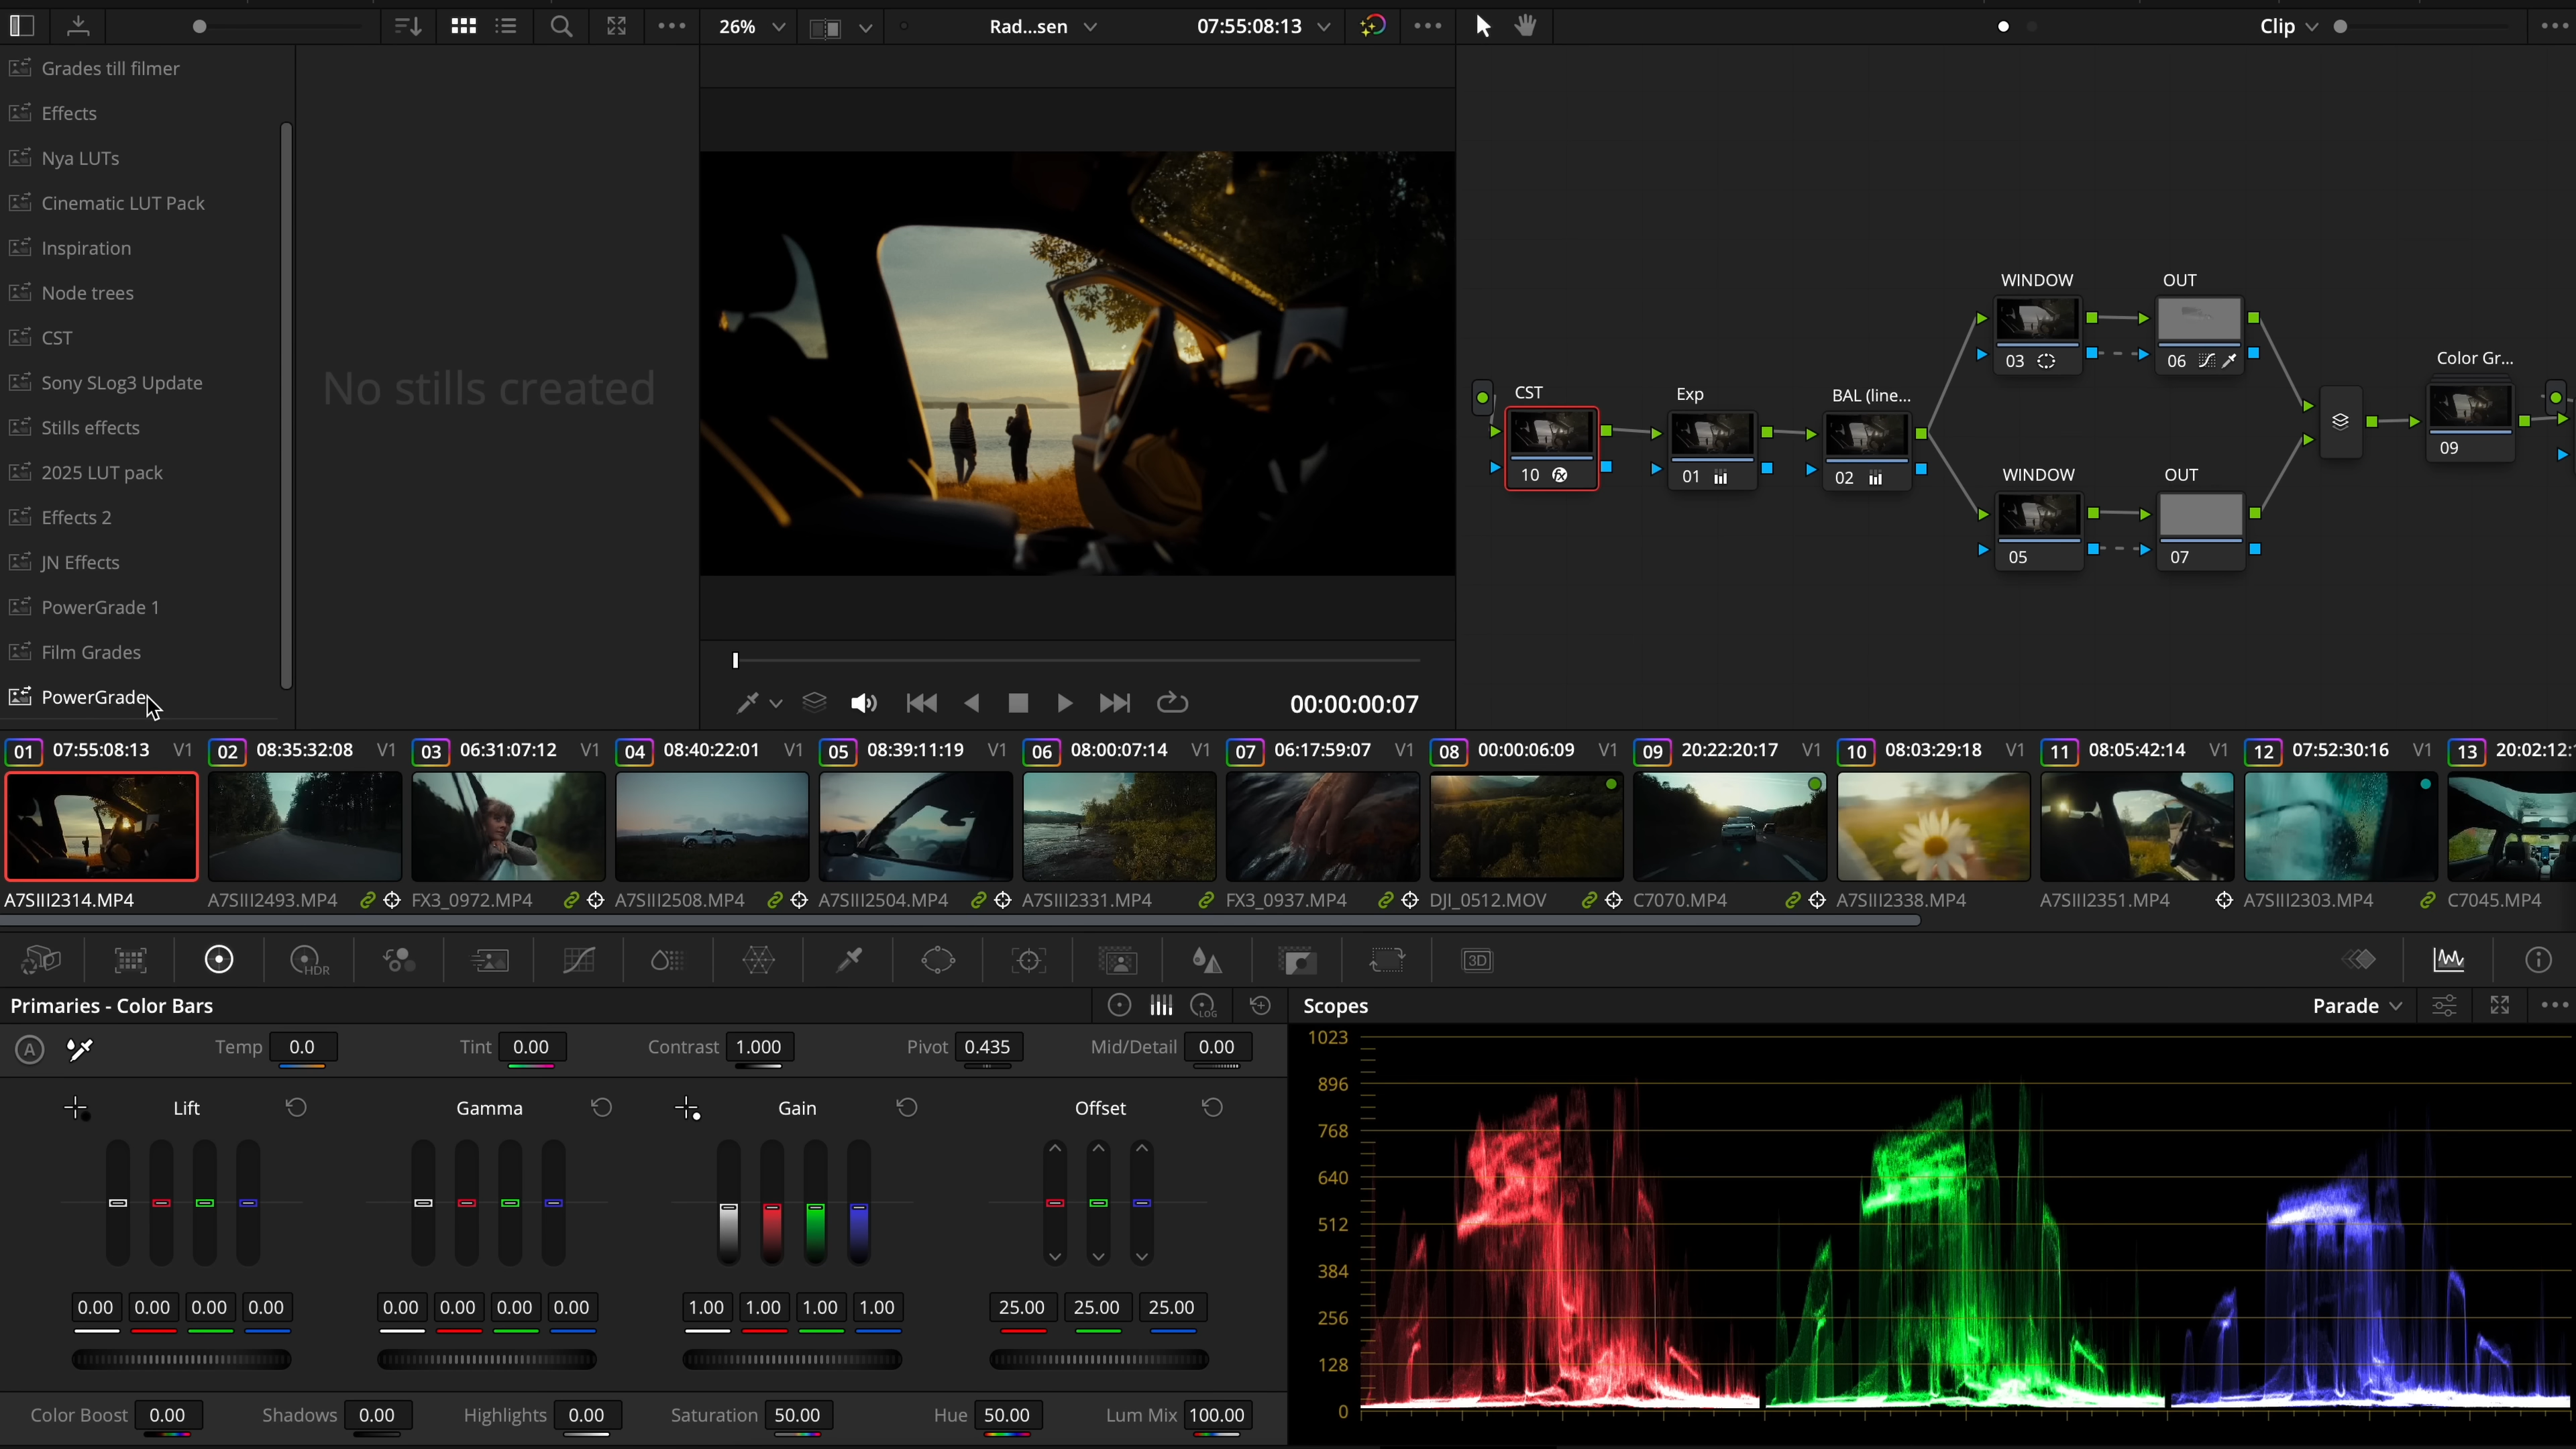 26%
Rad...sen
07:55:08:13
Clip
Grades till filmer
Effects
Nya LUTs
Cinematic LUT Pack
Inspiration
Node trees
CST
Sony SLog3 Update
Stills effects
2025 LUT pack
Effects 2
JN Effects
PowerGrade 1
Film Grades
PowerGrade
No stills created
00:00:00:07
WINDOW
OUT
03
06
Color Gr...
CST
Exp
BAL (line...
10
01
02
09
WINDOW
OUT
05
07
01 07:55:08:13 V1
02 08:35:32:08 V1
03 06:31:07:12 V1
04 08:40:22:01 V1
05 08:39:11:19 V1
06 08:00:07:14 V1
07 06:17:59:07 V1
08 00:00:06:09 V1
09 20:22:20:17 V1
10 08:03:29:18 V1
11 08:05:42:14 V1
12 07:52:30:16 V1
13 20:02:12:
A7SIII2314.MP4
A7SIII2493.MP4
FX3_0972.MP4
A7SIII2508.MP4
A7SIII2504.MP4
A7SIII2331.MP4
FX3_0937.MP4
DJI_0512.MOV
C7070.MP4
A7SIII2338.MP4
A7SIII2351.MP4
A7SIII2303.MP4
C7045.MP4
HDR
3D
Primaries - Color Bars
LOG
Scopes
Parade
A
Temp 0.0
Tint 0.00
Contrast 1.000
Pivot 0.435
Mid/Detail 0.00
Lift
Gamma
Gain
Offset
0.00 0.00 0.00 0.00
0.00 0.00 0.00 0.00
1.00 1.00 1.00 1.00
25.00 25.00 25.00
Color Boost 0.00
Shadows 0.00
Highlights 0.00
Saturation 50.00
Hue 50.00
Lum Mix 100.00
1023
896
768
640
512
384
256
128
0